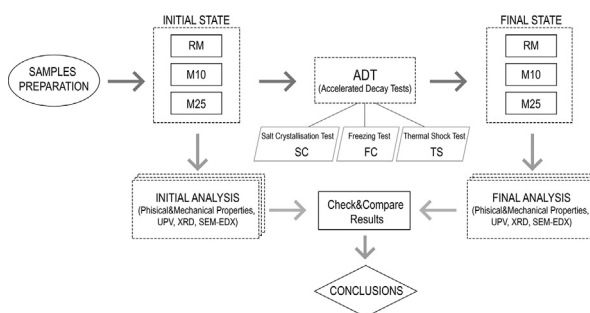 SAMPLES
PREPARATION
INITIAL STATE
RM
M10
M25
ADT
(Accelerated Decay Tests)
Salt Crystallisation Test
SC
Freezing Test
FC
Thermal Shock Test
TS
FINAL STATE
RM
M10
M25
INITIAL ANALYSIS
(Phisical&Mechanical Properties,
UPV, XRD, SEM-EDX)
Check&Compare
Results
FINAL ANALYSIS
(Phisical&Mechanical Properties,
UPV, XRD, SEM-EDX)
CONCLUSIONS